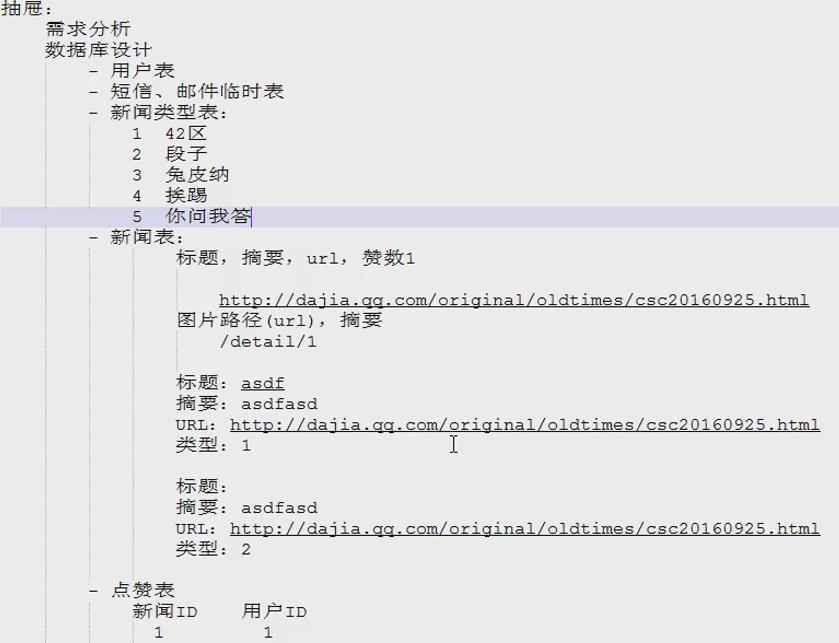 抽屉：
需求分析
数据库设计
- 用户表
- 短信、邮件临时表
- 新闻类型表：
1 42区
2 段子
3 兔皮纳
4 挨踢
5 你问我答
- 新闻表：
标题，摘要，url，赞数1
http://dajia.qq.com/original/oldtimes/csc20160925.html
图片路径(url)，摘要
/detail/1
标题：asdf
摘要：asdfasd
URL：http://dajia.qq.com/original/oldtimes/csc20160925.html
类型：1
标题：
摘要：asdfasd
URL：http://dajia.qq.com/original/oldtimes/csc20160925.html
类型：2
- 点赞表
新闻ID 用户ID
1 1